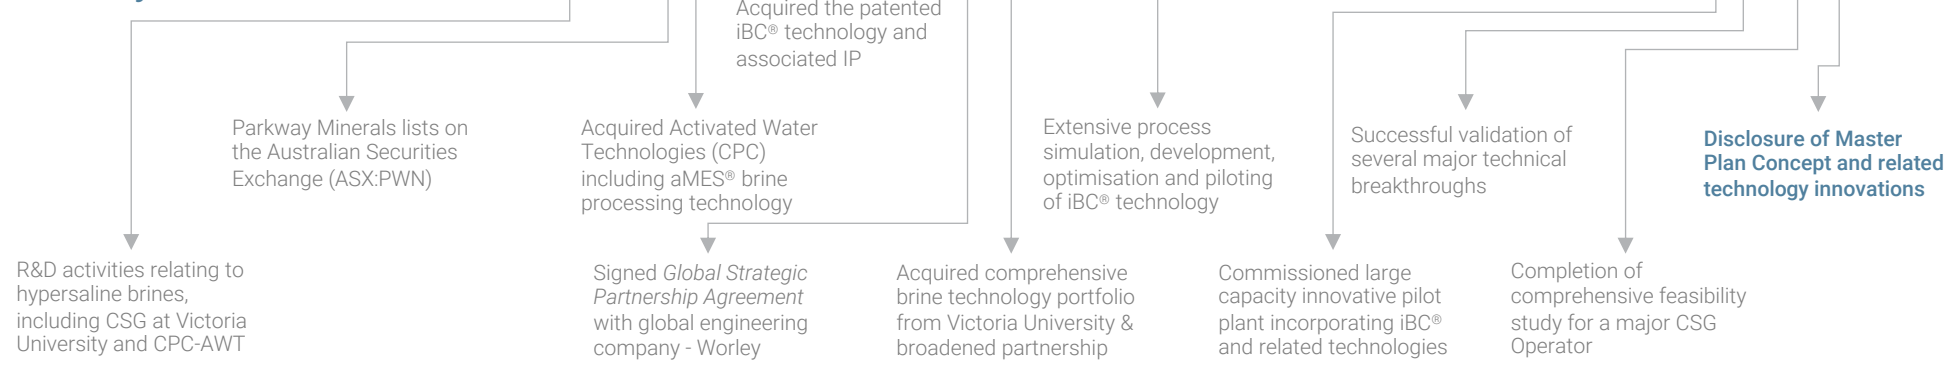 Acquired the patented
iBC® technology and
associated IP
Parkway Minerals lists on
the Australian Securities
Exchange (ASX:PWN)
Acquired Activated Water
Technologies (CPC)
including aMES® brine
processing technology
Extensive process
simulation, development,
optimisation and piloting
of iBC® technology
Successful validation of
several major technical
breakthroughs
Disclosure of Master
Plan Concept and related
technology innovations
R&D activities relating to
hypersaline brines,
including CSG at Victoria
University and CPC-AWT
Signed Global Strategic
Partnership Agreement
with global engineering
company - Worley
Acquired comprehensive
brine technology portfolio
from Victoria University &
broadened partnership
Commissioned large
capacity innovative pilot
plant incorporating iBC®
and related technologies
Completion of
comprehensive feasibility
study for a major CSG
Operator